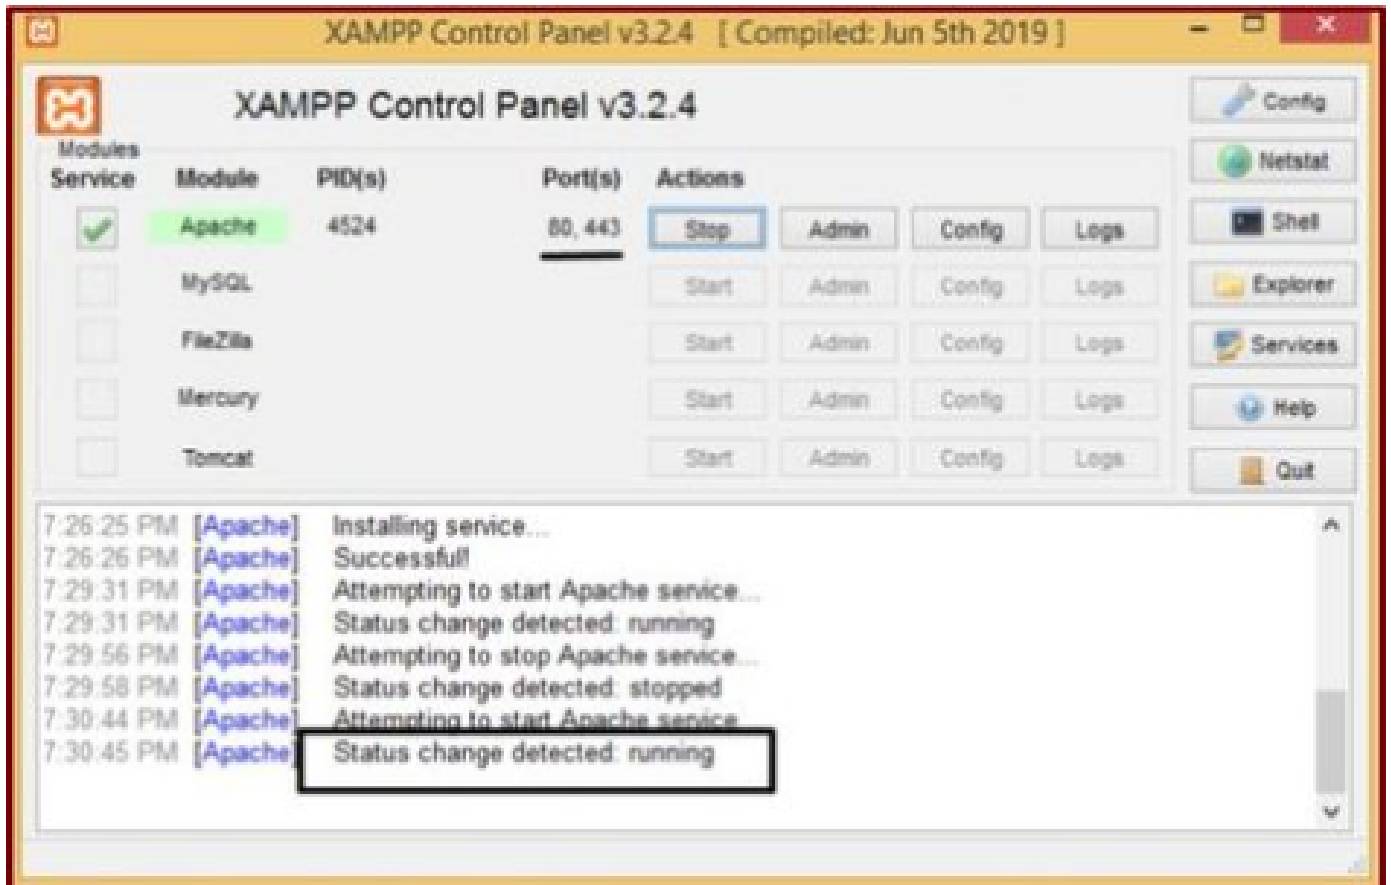 XAMPP Control Panel v3.2.4 [ Compiled: Jun 5th 2019 ]
XAMPP Control Panel v3.2.4
Config
Modules
Netstat
Service Module PID(s) Port(s) Actions
Apache 4524 80, 443 Stop Admin Config Logs
Shell
MySQL Start Admin Config Logs
Explorer
FileZilla Start Admin Config Logs
Services
Mercury Start Admin Config Logs
Help
Tomcat Start Admin Config Logs
Quit
7:26:25 PM [Apache] Installing service...
7:26:26 PM [Apache] Successful!
7:29:31 PM [Apache] Attempting to start Apache service...
7:29:31 PM [Apache] Status change detected: running
7:29:56 PM [Apache] Attempting to stop Apache service...
7:29:58 PM [Apache] Status change detected: stopped
7:30:44 PM [Apache] Attempting to start Apache service...
7:30:45 PM [Apache] Status change detected: running